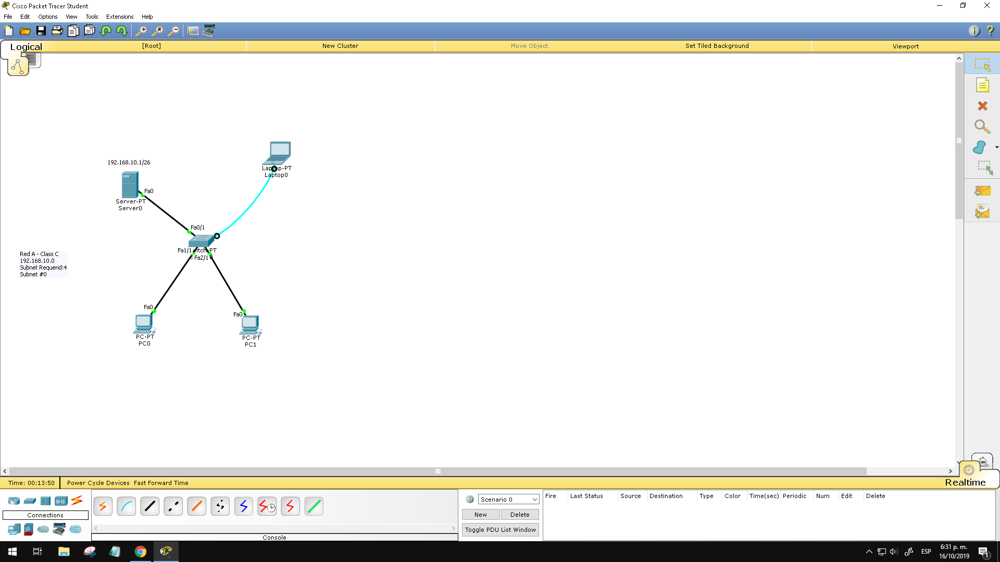 Cisco Packet Tracer Student
File Edit Options View Tools Extensions Help
Logical [Root] New Cluster Move Object Set Tiled Background Viewport
Laptop-PT
Laptop0
192.168.10.1/26
Fa0
Server-PT
Server0
Fa0/1
Fa1/1 itch-PT
Fa2/1
Red A - Class C
192.168.10.0
Subnet Requerid:4
Subnet #0
Fa0
PC-PT
PC0
Fa0
PC-PT
PC1
Time: 00:13:50 Power Cycle Devices Fast Forward Time
Realtime
Connections
Console
Scenario 0
New Delete
Toggle PDU List Window
Fire Last Status Source Destination Type Color Time(sec) Periodic Num Edit Delete
ESP
6:31 p. m.
16/10/2019
1